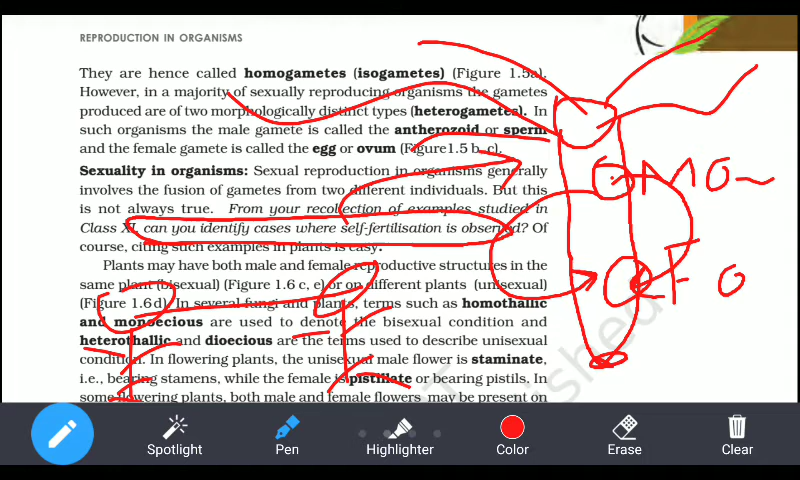 REPRODUCTION IN ORGANISMS
They are hence called homogametes (isogametes) (Figure 1.5a).
However, in a majority of sexually reproducing organisms the gametes
produced are of two morphologically distinct types (heterogametes). In
such organisms the male gamete is called the antherozoid or sperm
and the female gamete is called the egg or ovum (Figure1.5 b, c).
Sexuality in organisms: Sexual reproduction in organisms generally
involves the fusion of gametes from two different individuals. But this
is not always true. From your recollection of examples studied in
Class XI, can you identify cases where self-fertilisation is observed? Of
course, citing such examples in plants is easy.
Plants may have both male and female reproductive structures in the
same plant (bisexual) (Figure 1.6 c, e) or on different plants (unisexual)
(Figure 1.6 d). In several fungi and plants, terms such as homothallic
and monoecious are used to denote the bisexual condition and
heterothallic and dioecious are the terms used to describe unisexual
condition. In flowering plants, the unisexual male flower is staminate,
i.e., bearing stamens, while the female is pistillate or bearing pistils. In
some flowering plants, both male and female flowers may be present on
MO
FO
Spotlight
Pen
Highlighter
Color
Erase
Clear